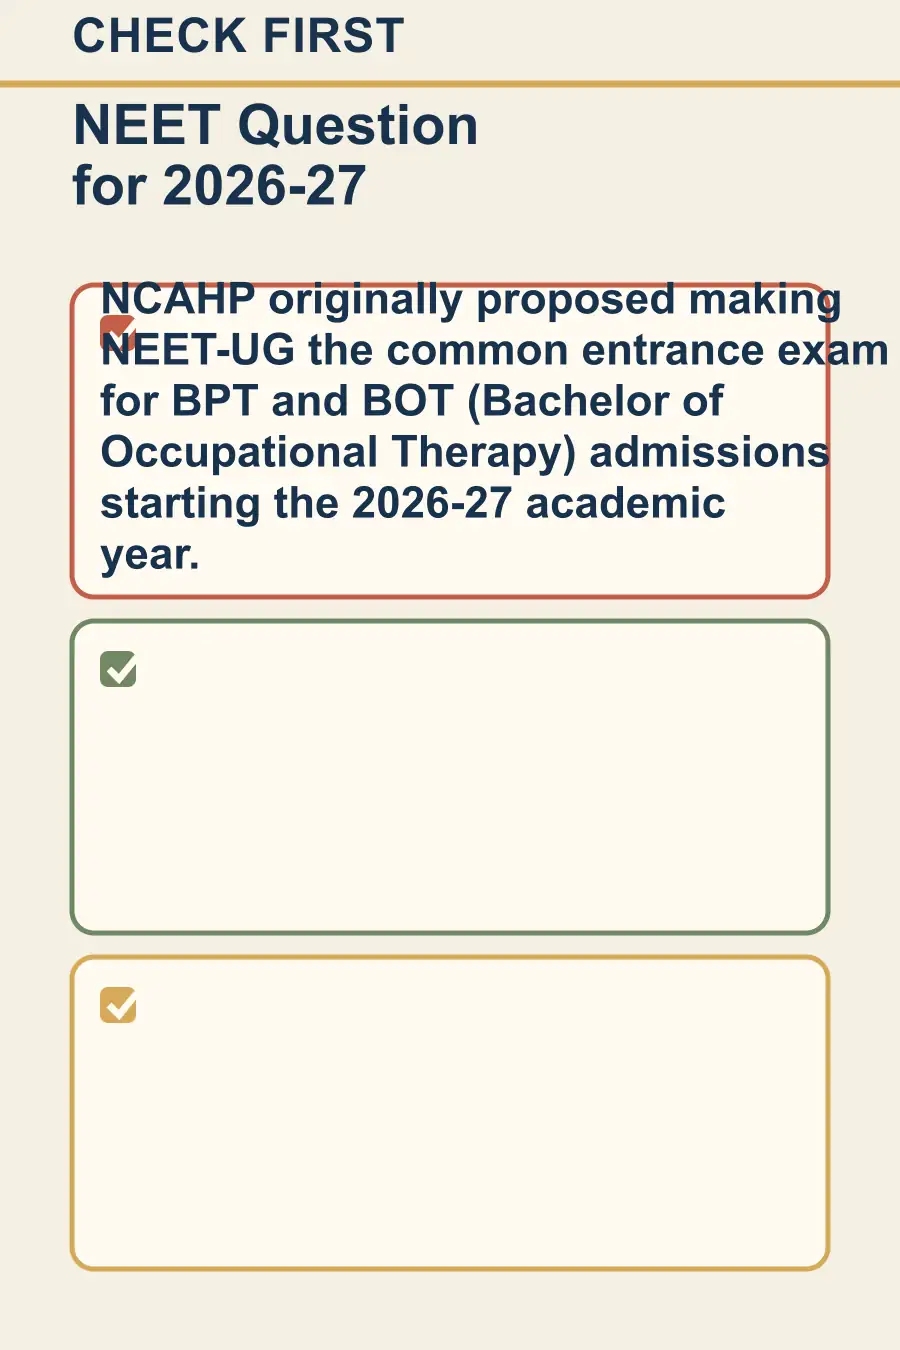 CHECK FIRST
NEET Question
for 2026-27
NCAHP originally proposed making
NEET-UG the common entrance exam
for BPT and BOT (Bachelor of
Occupational Therapy) admissions
starting the 2026-27 academic
year.